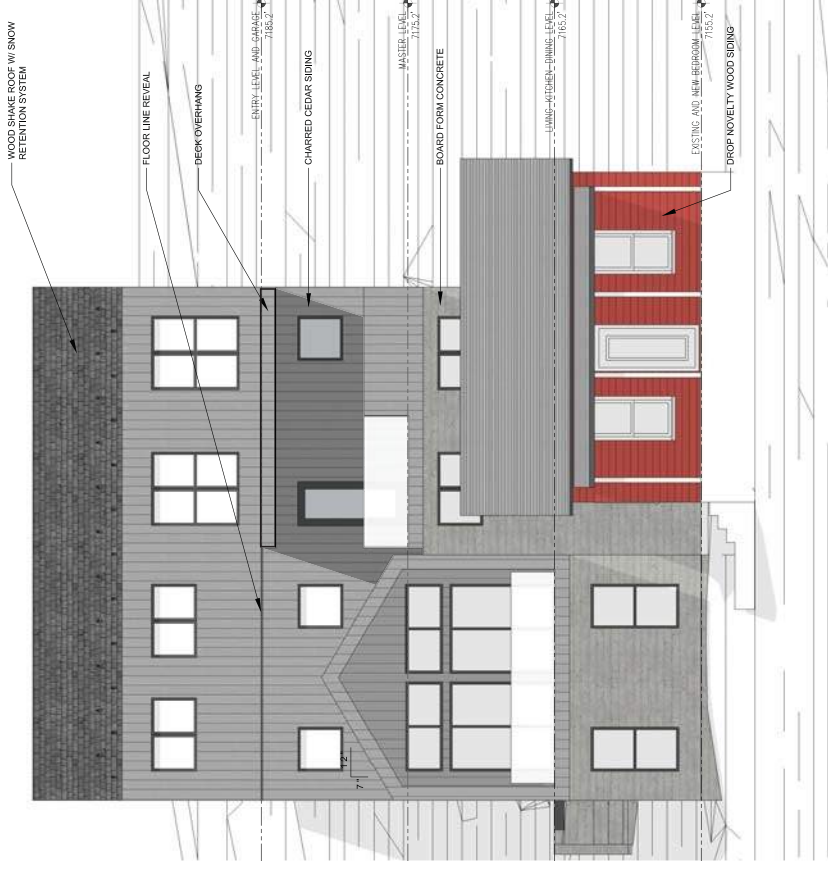 WOOD SHAKE ROOF W/ SNOW
RETENTION SYSTEM
FLOOR LINE REVEAL
DECK OVERHANG
ENTRY LEVEL AND GARAGE
7185.2'
CHARRED CEDAR SIDING
MASTER LEVEL
7175.2'
BOARD FORM CONCRETE
LIVING KITCHEN DINING LEVEL
7165.2'
EXISTING AND NEW BEDROOM LEVEL
7155.2'
DROP NOVELTY WOOD SIDING
12"
7"